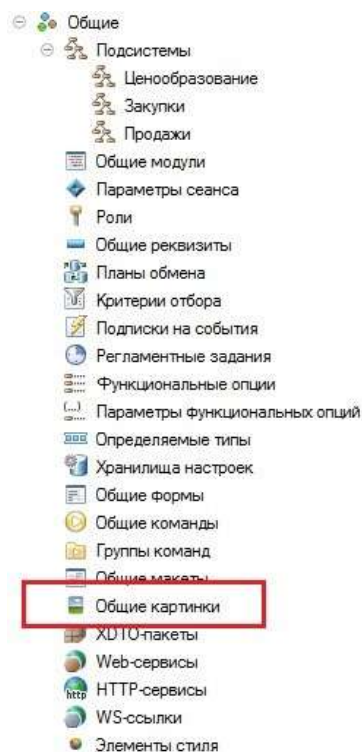 Общие
Подсистемы
Ценообразование
Закупки
Продажи
Общие модули
Параметры сеанса
Роли
Общие реквизиты
Планы обмена
Критерии отбора
Подписки на события
Регламентные задания
Функциональные опции
(...) Параметры функциональных опций
Определяемые типы
Хранилища настроек
Общие формы
Общие команды
Группы команд
Общие макеты
Общие картинки
XDTO-пакеты
Web-сервисы
http HTTP-сервисы
WS-ссылки
Элементы стиля